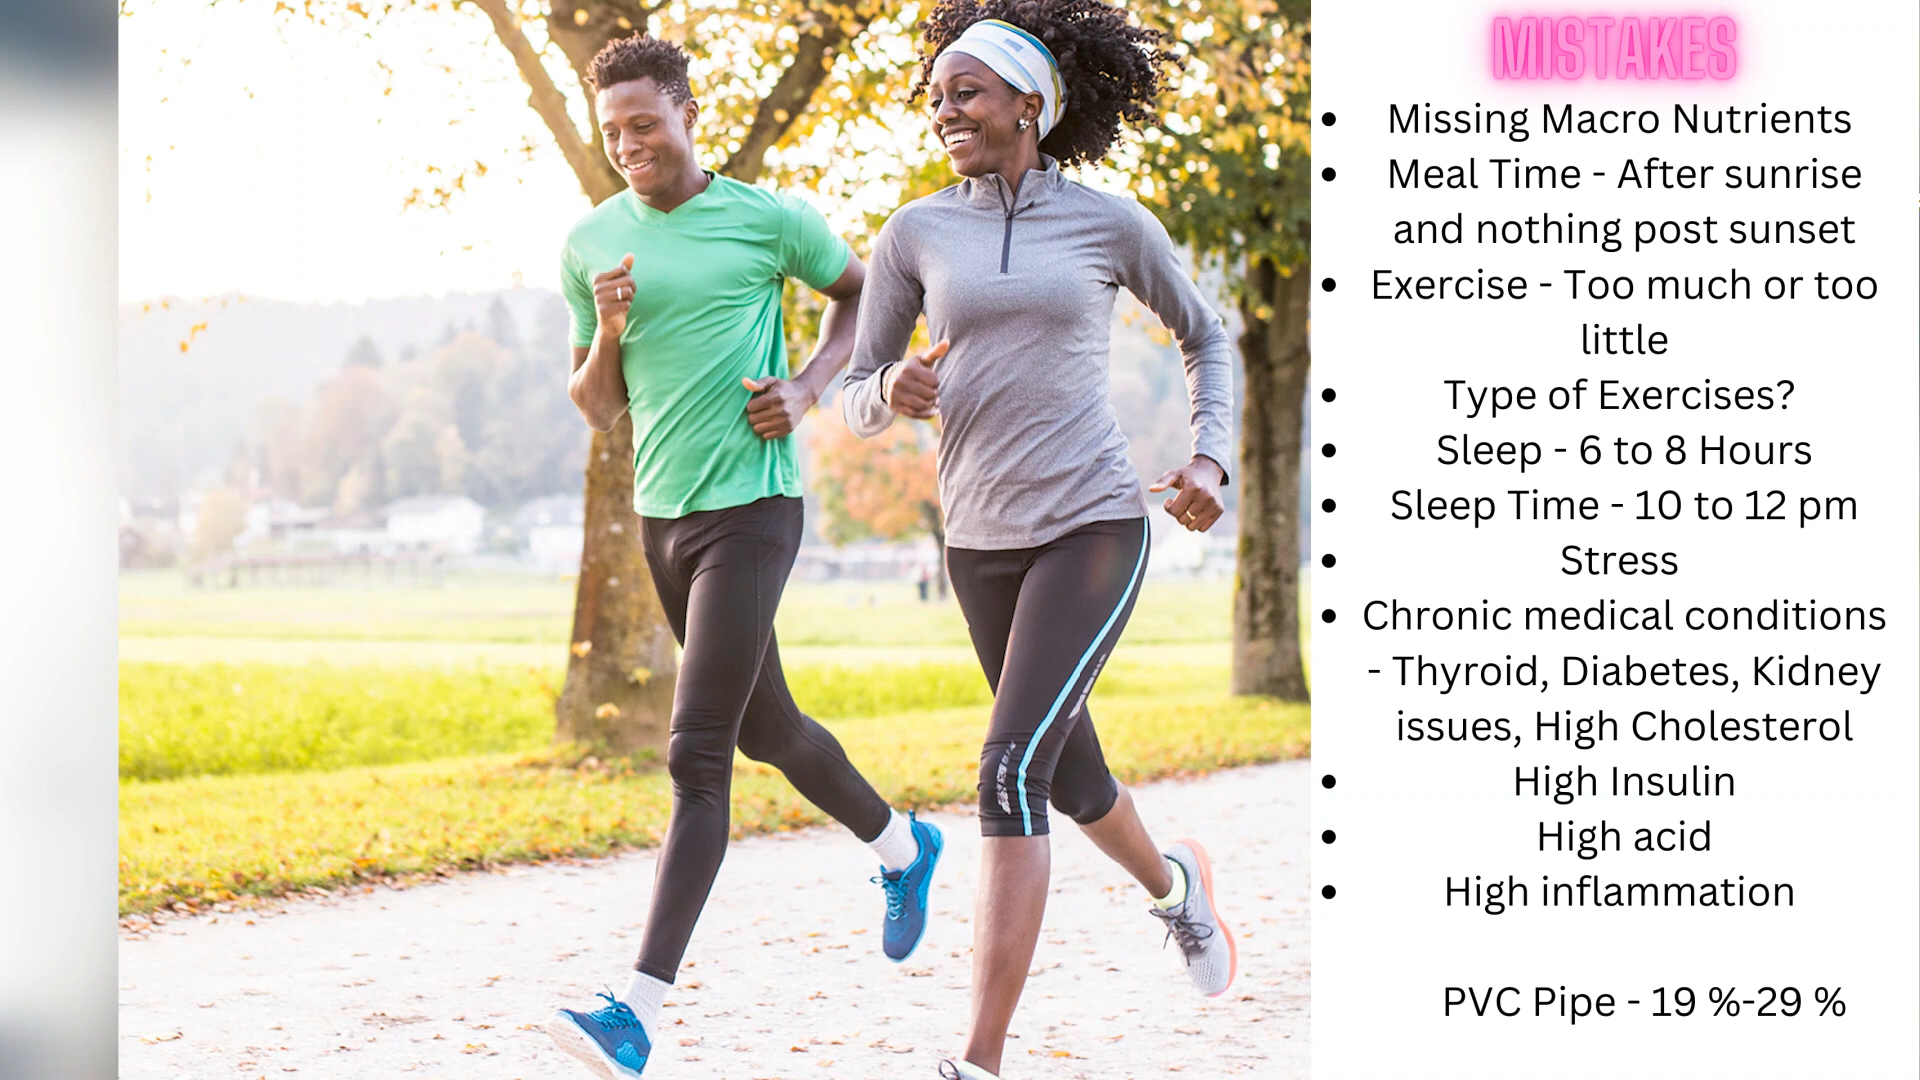 MISTAKES
• Missing Macro Nutrients
• Meal Time - After sunrise
and nothing post sunset
• Exercise - Too much or too
little
• Type of Exercises?
• Sleep - 6 to 8 Hours
• Sleep Time - 10 to 12 pm
• Stress
• Chronic medical conditions
- Thyroid, Diabetes, Kidney
issues, High Cholesterol
• High Insulin
• High acid
• High inflammation
PVC Pipe - 19 %-29 %